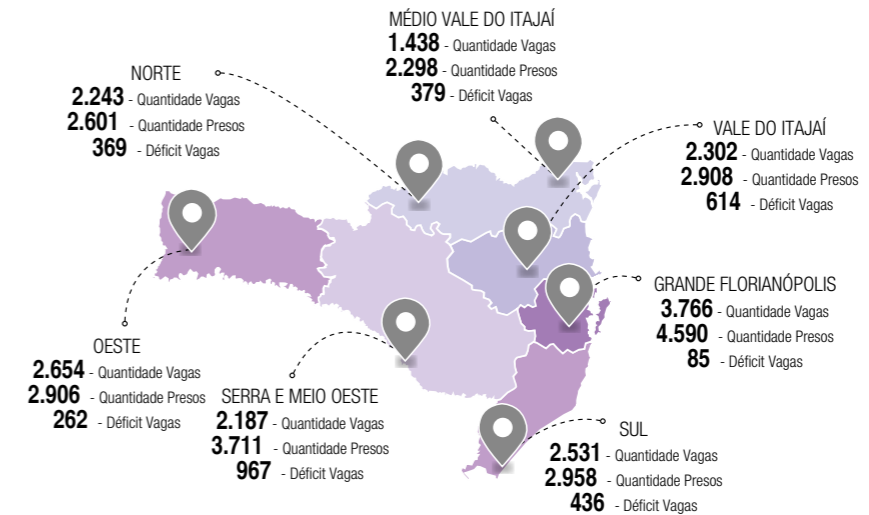 MÉDIO VALE DO ITAJAÍ
1.438 - Quantidade Vagas
2.298 - Quantidade Presos
379 - Déficit Vagas
NORTE
2.243 - Quantidade Vagas
2.601 - Quantidade Presos
369 - Déficit Vagas
VALE DO ITAJAÍ
2.302 - Quantidade Vagas
2.908 - Quantidade Presos
614 - Déficit Vagas
GRANDE FLORIANÓPOLIS
3.766 - Quantidade Vagas
4.590 - Quantidade Presos
85 - Déficit Vagas
OESTE
2.654 - Quantidade Vagas
2.906 - Quantidade Presos
262 - Déficit Vagas
SERRA E MEIO OESTE
2.187 - Quantidade Vagas
3.711 - Quantidade Presos
967 - Déficit Vagas
SUL
2.531 - Quantidade Vagas
2.958 - Quantidade Presos
436 - Déficit Vagas